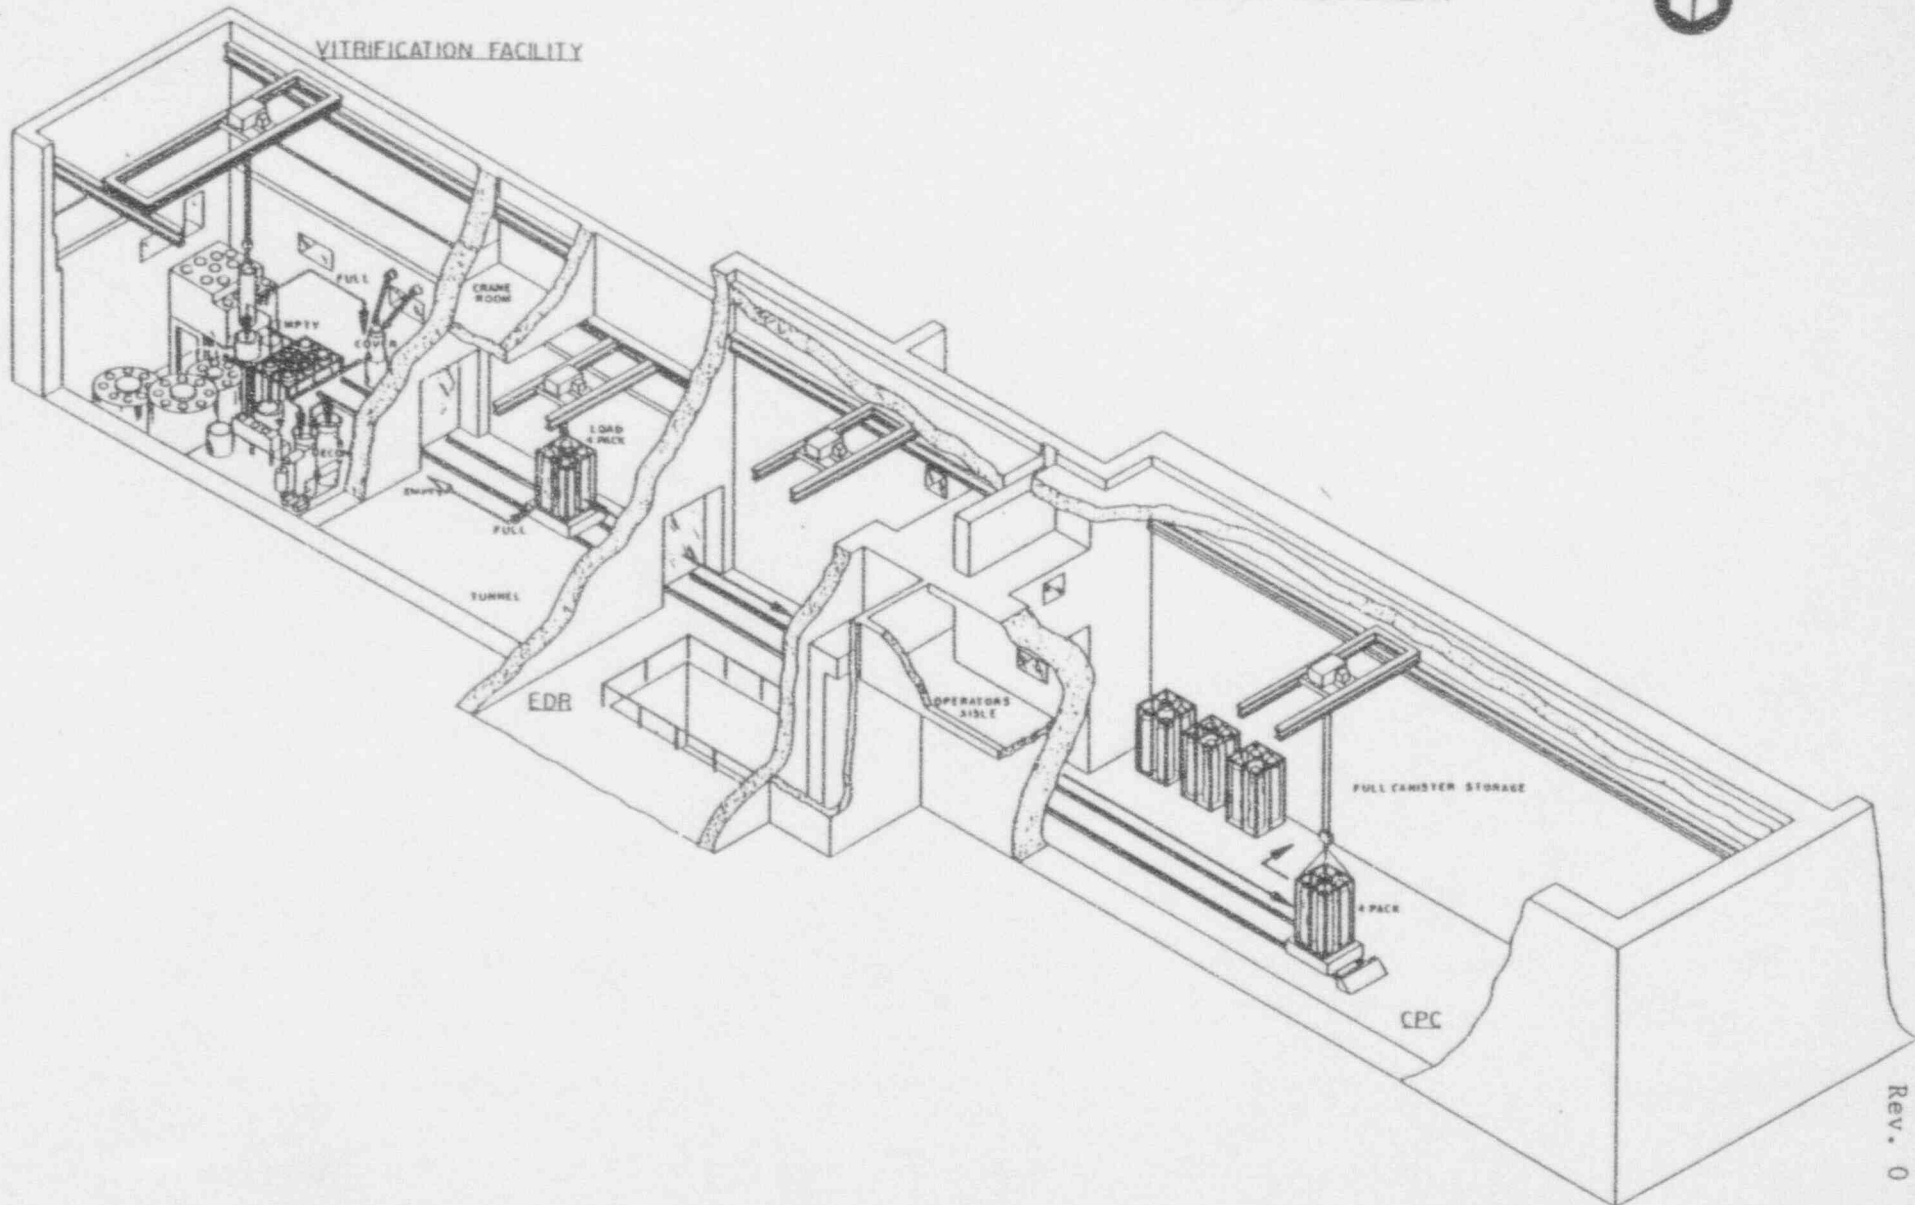 VITRIFICATION FACILITY
FULL
CRANE
ROOM
COVER
LOAD
4 PACK
FULL
TUNNEL
EDR
OPERATORS
AISLE
FULL CANISTER STORAGE
4 PACK
CPC
Rev. 0